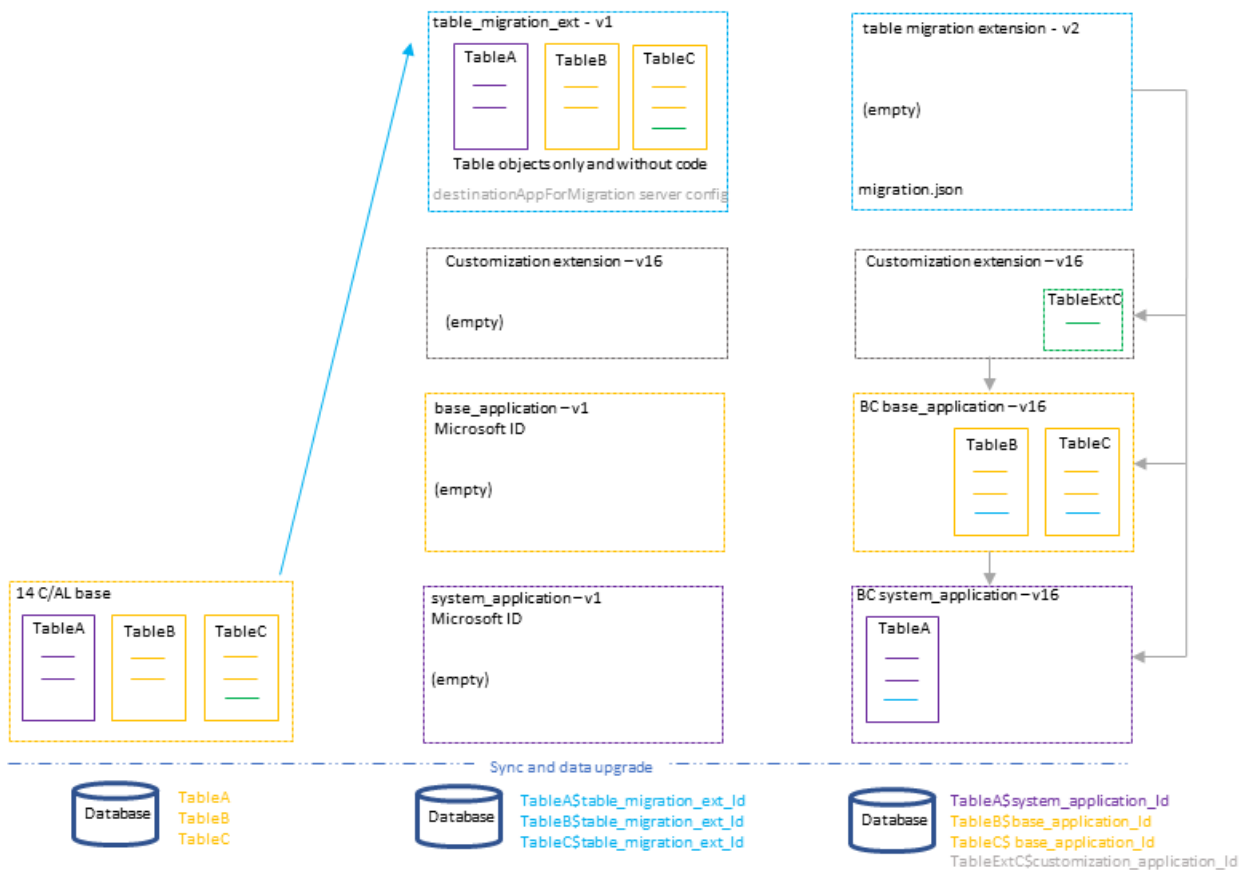 table_migration_ext - v1
TableA
TableB
TableC
Table objects only and without code
destinationAppForMigration server config
table migration extension - v2
(empty)
migration.json
Customization extension – v16
(empty)
Customization extension – v16
TableExtC
base_application – v1
Microsoft ID
(empty)
BC base_application – v16
TableB
TableC
14 C/AL base
TableA
TableB
TableC
system_application – v1
Microsoft ID
(empty)
BC system_application – v16
TableA
Sync and data upgrade
Database
TableA
TableB
TableC
Database
TableA$table_migration_ext_Id
TableB$table_migration_ext_Id
TableC$table_migration_ext_Id
Database
TableA$system_application_Id
TableB$base_application_Id
TableC$ base_application_Id
TableExtC$customization_application_Id